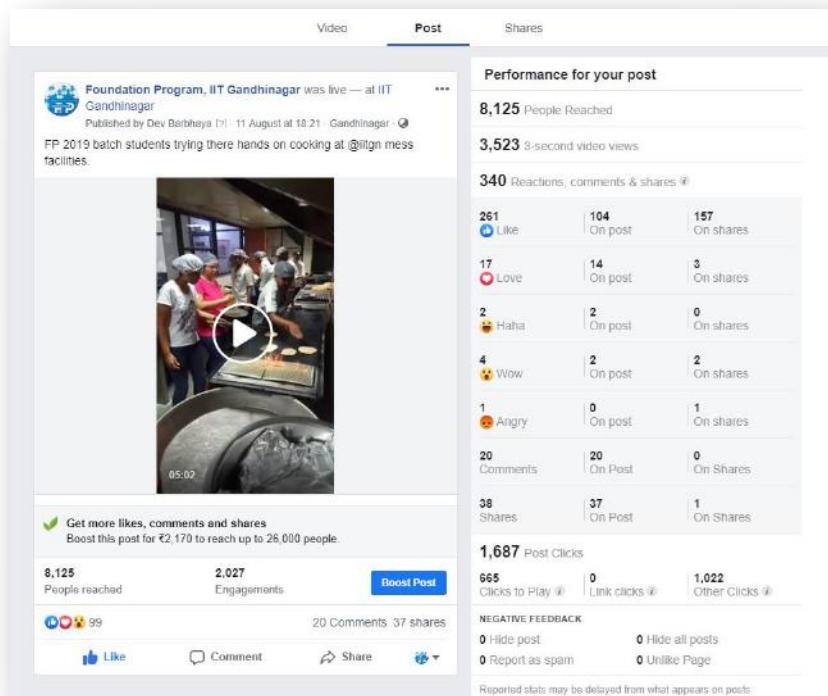 Video Post Shares
Foundation Program, IIT Gandhinagar was live — at IIT
Gandhinagar
Published by Dev Barbhaya [?] · 11 August at 18:21 · Gandhinagar ·
FP 2019 batch students trying there hands on cooking at @iitgn mess
facilities.
05:02
Get more likes, comments and shares
Boost this post for ₹2,170 to reach up to 26,000 people.
8,125 2,027
People reached Engagements
Boost Post
99 20 Comments 37 shares
Like Comment Share
Performance for your post
8,125 People Reached
3,523 3-second video views
340 Reactions, comments & shares
261 104 157
Like On post On shares
17 14 3
Love On post On shares
2 2 0
Haha On post On shares
4 2 2
Wow On post On shares
1 0 1
Angry On post On shares
20 20 0
Comments On Post On Shares
38 37 1
Shares On Post On Shares
1,687 Post Clicks
665 0 1,022
Clicks to Play Link clicks Other Clicks
NEGATIVE FEEDBACK
0 Hide post 0 Hide all posts
0 Report as spam 0 Unlike Page
Reported stats may be delayed from what appears on posts